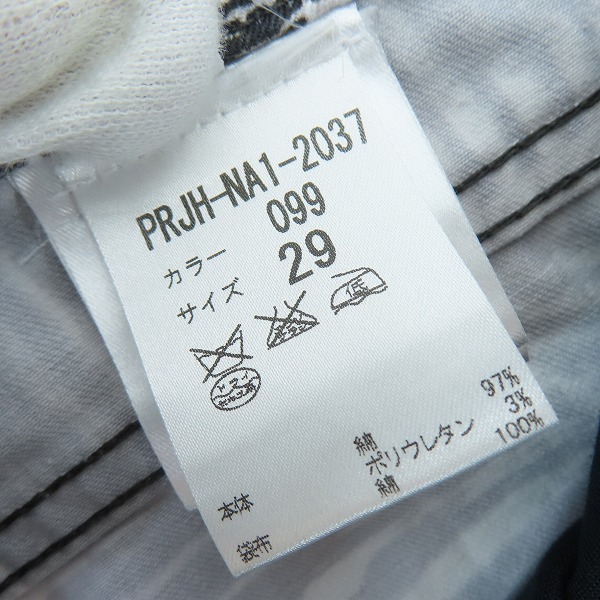 PRJH-NA1-2037
カラー 099
サイズ 29
低
本体 綿 97%
ポリウレタン 3%
袋布 綿 100%